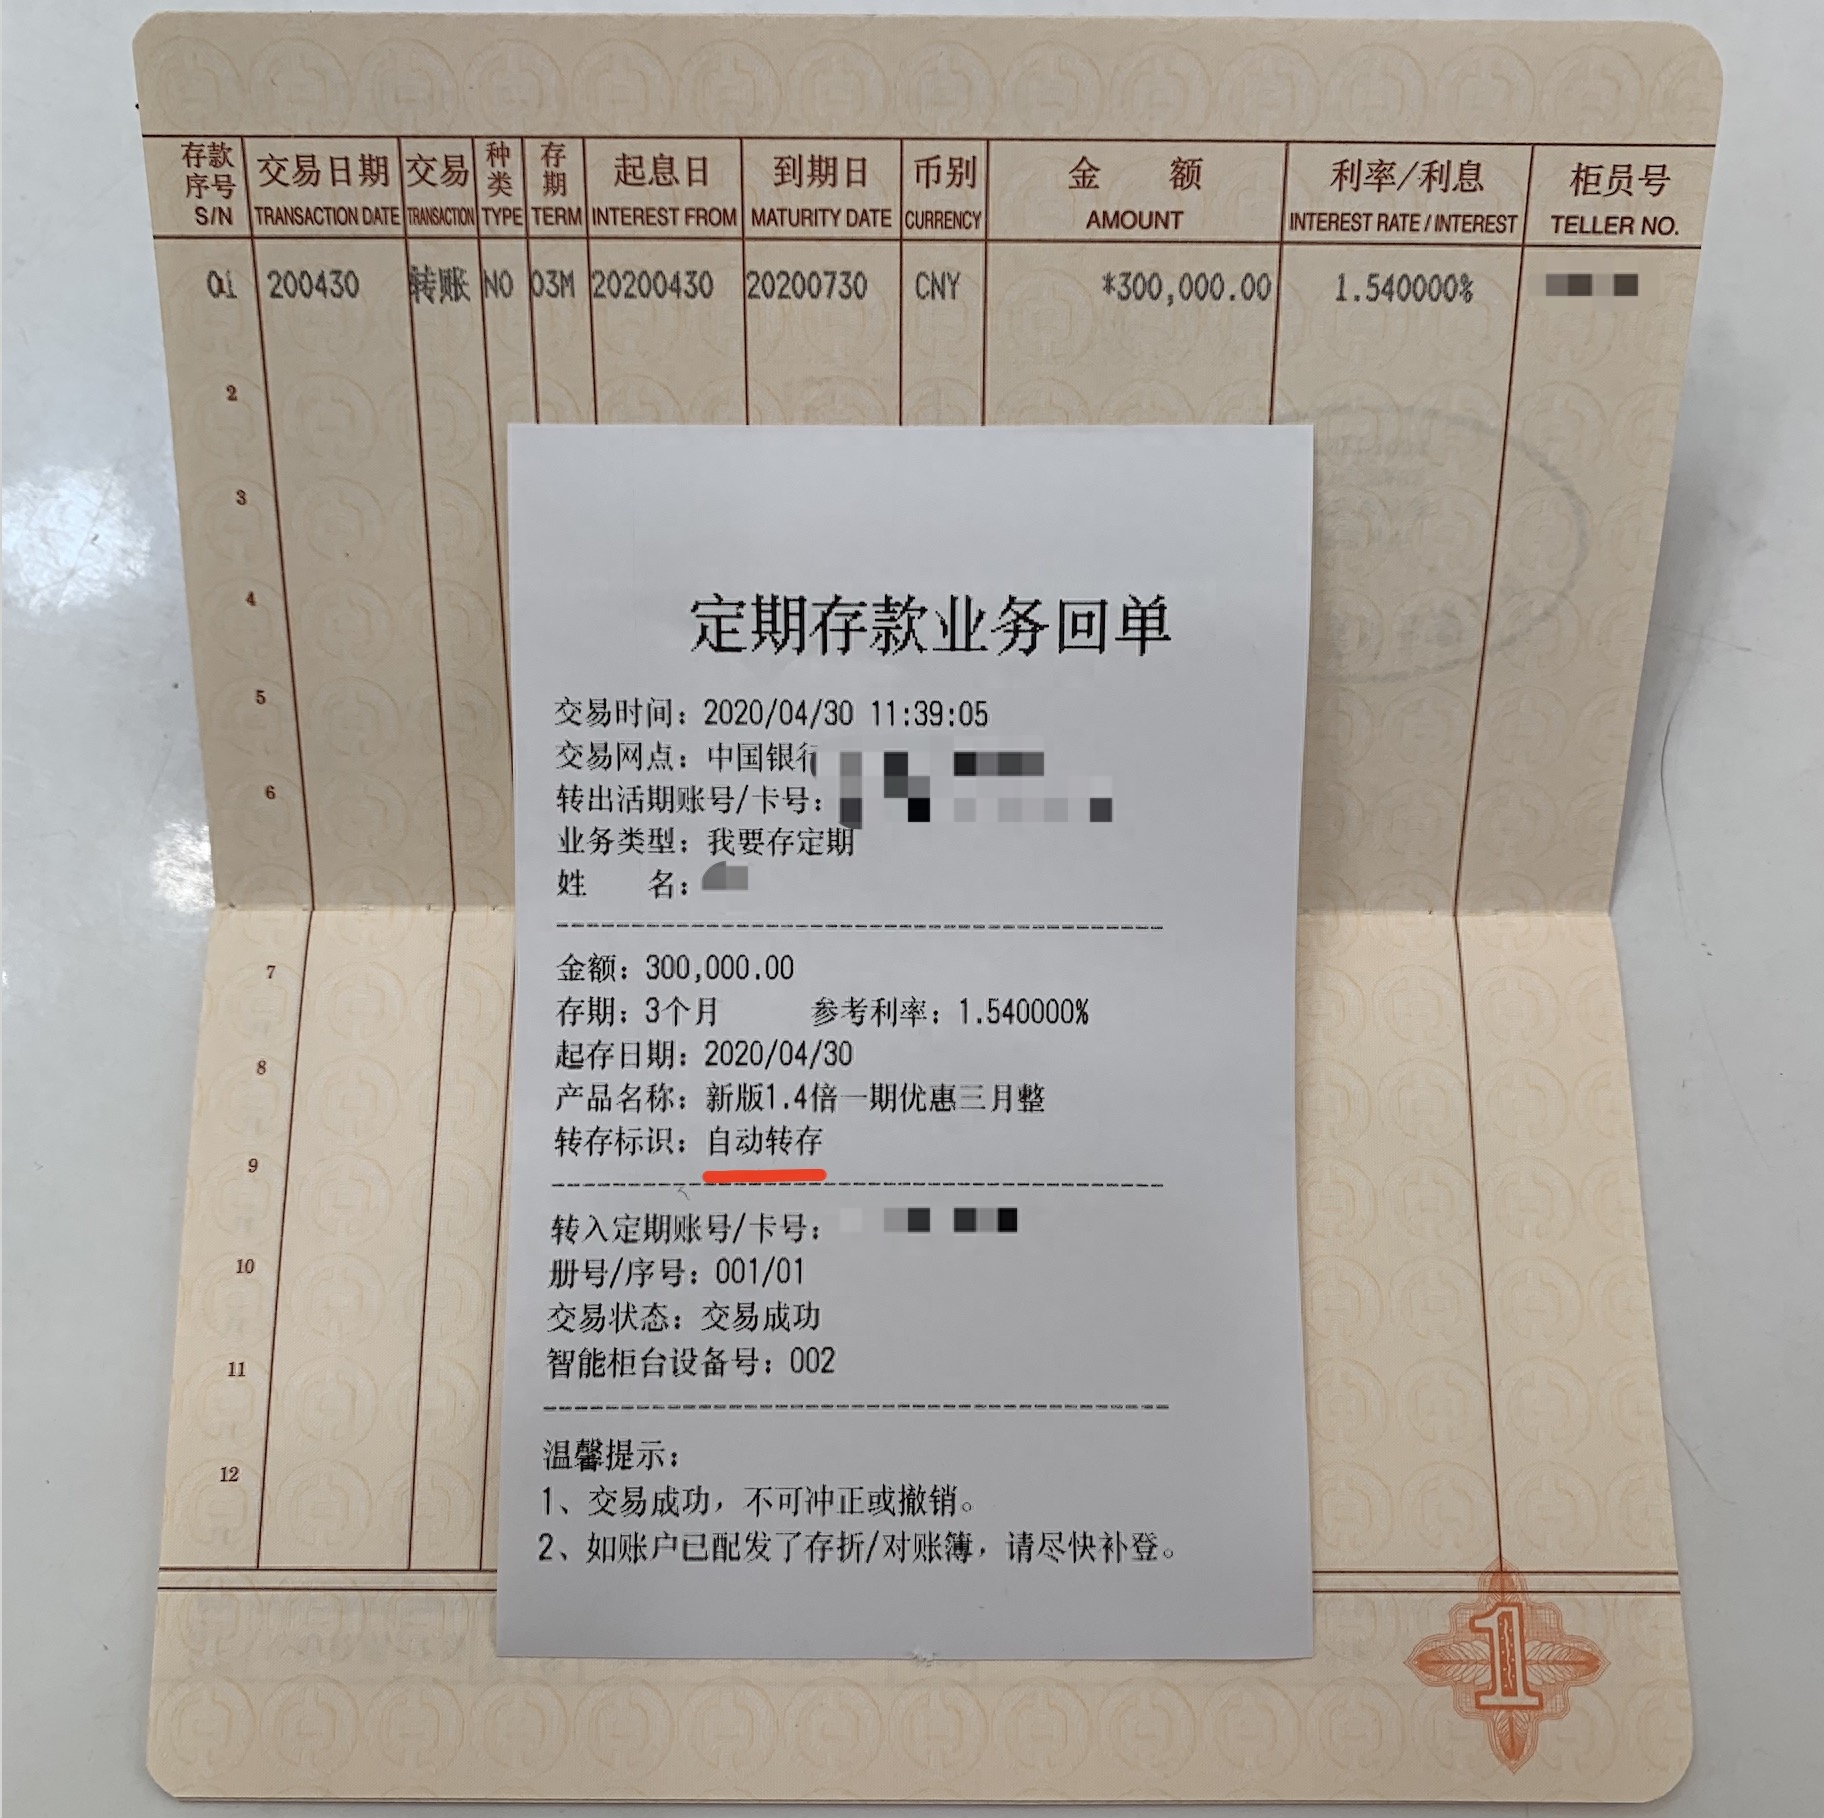 存款序号 交易日期 交易 种类 存期 起息日 到期日 币别 金 额 利率/利息 柜员号
S/N TRANSACTION DATE TRANSACTION TYPE TERM INTEREST FROM MATURITY DATE CURRENCY AMOUNT INTEREST RATE / INTEREST TELLER NO.
01 200430 转账 NO 03M 20200430 20200730 CNY *300,000.00 1.540000%
2
3
4
5
6
7
8
9
10
11
12
定期存款业务回单
交易时间：2020/04/30 11:39:05
交易网点：中国银行
转出活期账号/卡号：
业务类型：我要存定期
姓 名：
金额：300,000.00
存期：3个月 参考利率：1.540000%
起存日期：2020/04/30
产品名称：新版1.4倍一期优惠三月整
转存标识：自动转存
转入定期账号/卡号：
册号/序号：001/01
交易状态：交易成功
智能柜台设备号：002
温馨提示：
1、交易成功，不可冲正或撤销。
2、如账户已配发了存折/对账簿，请尽快补登。
1